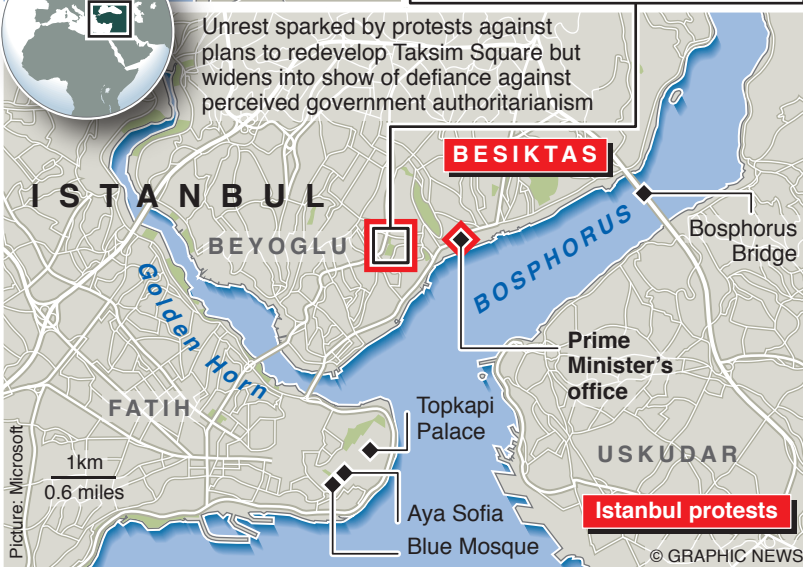 Unrest sparked by protests against
plans to redevelop Taksim Square but
widens into show of defiance against
perceived government authoritarianism
BESIKTAS
ISTANBUL
BEYOGLU
BOSPHORUS
Bosphorus
Bridge
Golden Horn
Prime
Minister's
office
FATIH
Topkapi
Palace
USKUDAR
1km
0.6 miles
Aya Sofia
Blue Mosque
Istanbul protests
Picture: Microsoft
© GRAPHIC NEWS